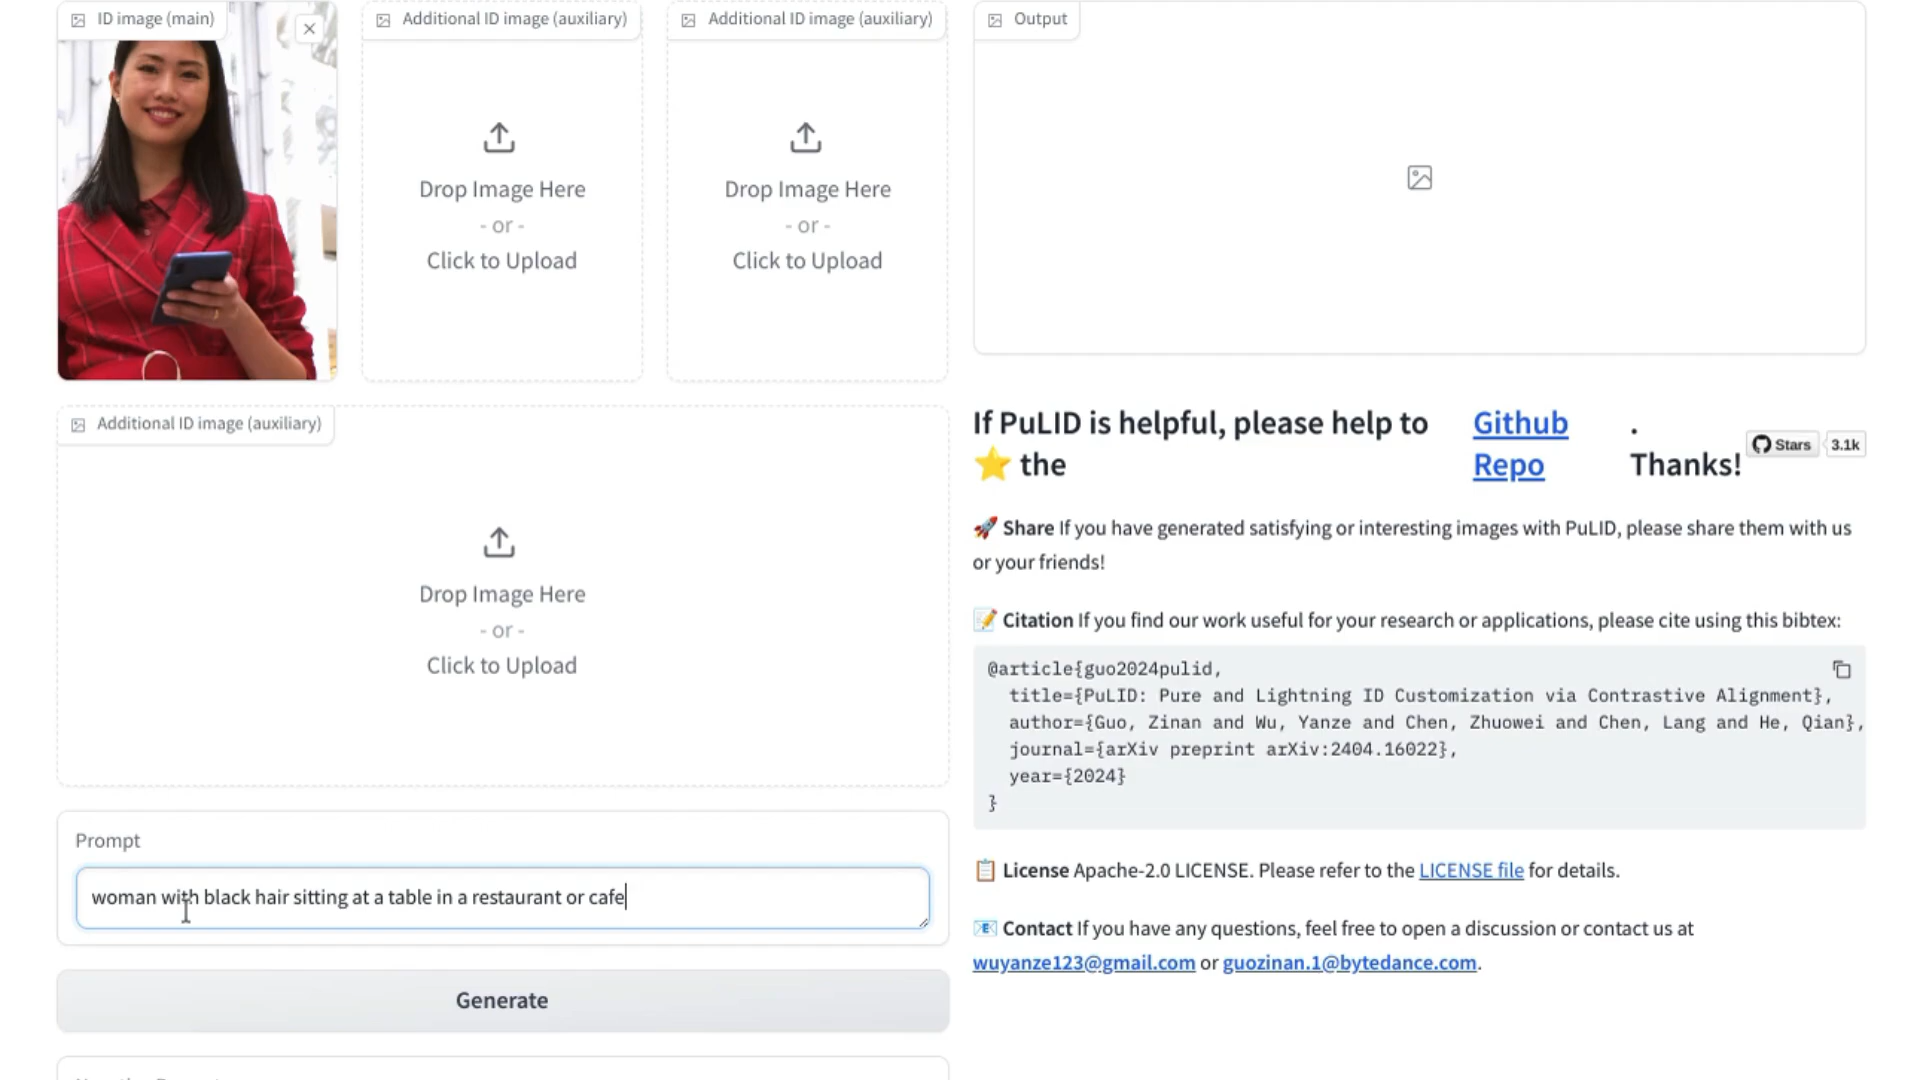 ID image (main)
Additional ID image (auxiliary)
Additional ID image (auxiliary)
Output
Drop Image Here
- or -
Click to Upload
Drop Image Here
- or -
Click to Upload
Additional ID image (auxiliary)
Drop Image Here
- or -
Click to Upload
Prompt
woman with black hair sitting at a table in a restaurant or cafe
Generate
If PuLID is helpful, please help to
⭐ the
Github
Repo
.
Thanks!
Stars 3.1k
🚀 Share If you have generated satisfying or interesting images with PuLID, please share them with us
or your friends!
📝 Citation If you find our work useful for your research or applications, please cite using this bibtex:
@article{guo2024pulid,
title={PuLID: Pure and Lightning ID Customization via Contrastive Alignment},
author={Guo, Zinan and Wu, Yanze and Chen, Zhuowei and Chen, Lang and He, Qian},
journal={arXiv preprint arXiv:2404.16022},
year={2024}
}
📋 License Apache-2.0 LICENSE. Please refer to the LICENSE file for details.
📧 Contact If you have any questions, feel free to open a discussion or contact us at
wuyanze123@gmail.com or guozinan.1@bytedance.com.